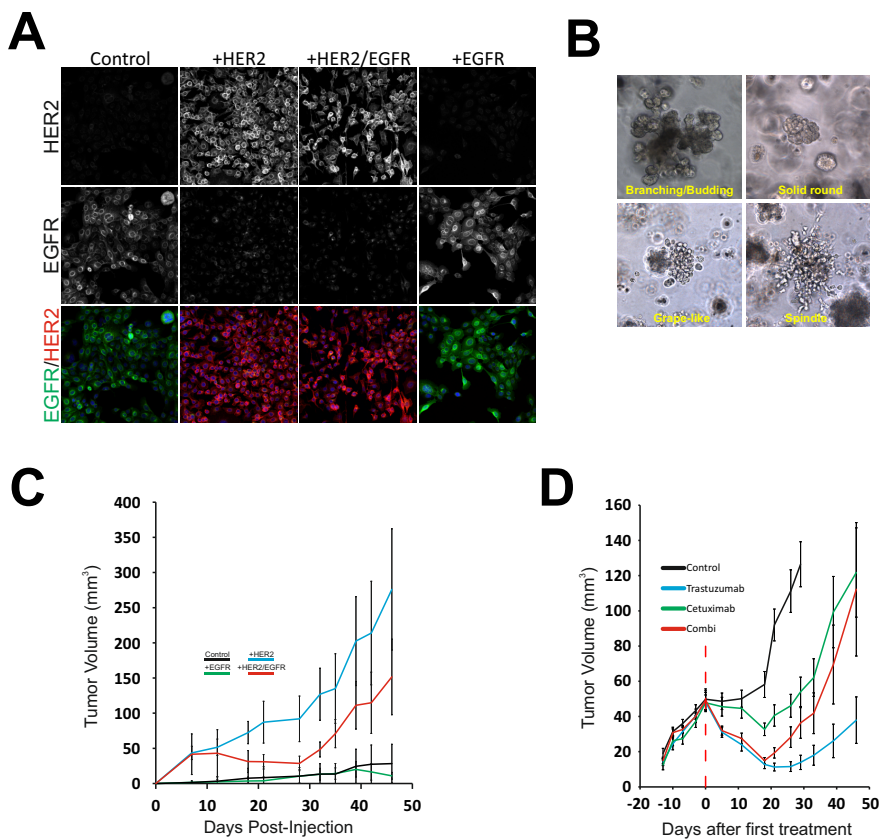 A
Control +HER2 +HER2/EGFR +EGFR
HER2
EGFR
EGFR/HER2
B
Branching/Budding
Solid round
Grape-like
Spindle
C
Tumor Volume (mm³)
400
350
300
250
200
150
100
50
0
Control +HER2
+EGFR +HER2/EGFR
0 10 20 30 40 50
Days Post-Injection
D
Tumor Volume (mm³)
160
140
120
100
80
60
40
20
0
Control
Trastuzumab
Cetuximab
Combi
-20 -10 0 10 20 30 40 50
Days after first treatment